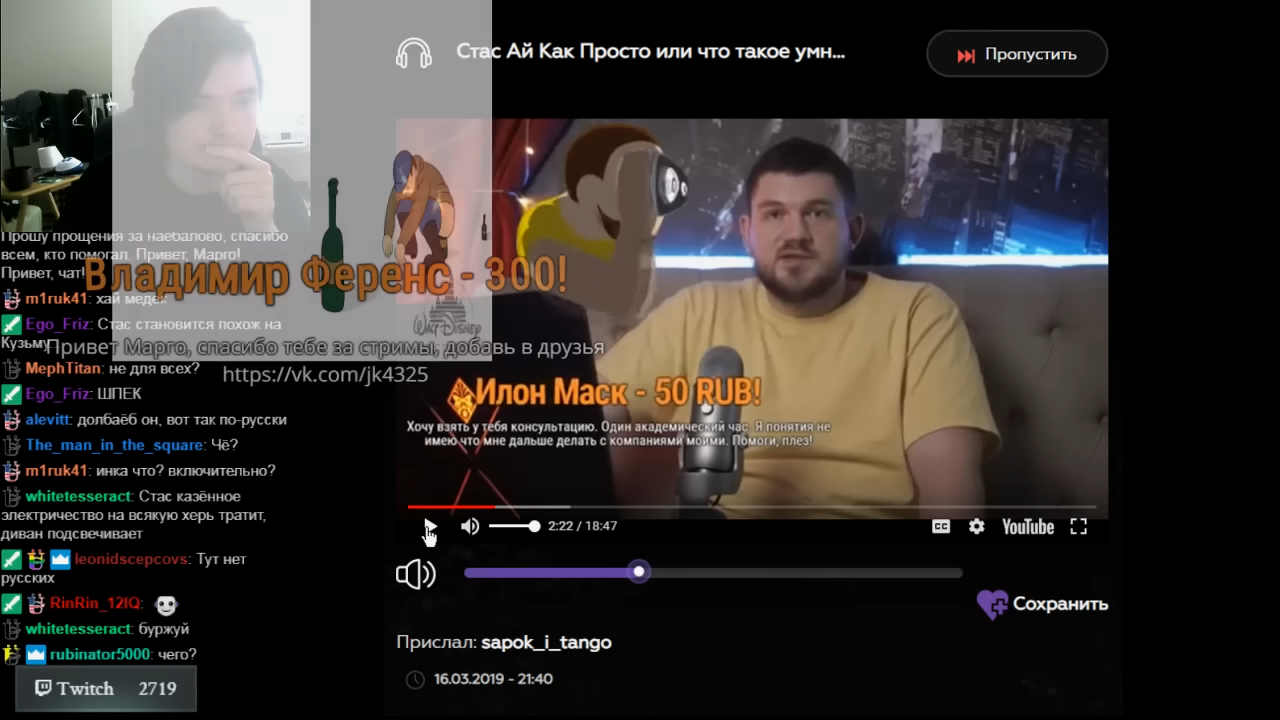 Стас Ай Как Просто или что такое умн...
Пропустить
Прошу прощения за наебалово, спасибо
всем, кто помогал. Привет, Марго!
Привет, чат!
Владимир Ференс - 300!
m1ruk41: хай медек
Ego_Friz: Стас становится похож на
Кузьму
WALT DISNEY
Привет Марго, спасибо тебе за стримы, добавь в друзья
https://vk.com/jk4325
MephTitan: не для всех?
Ego_Friz: ШПЕК
Илон Маск - 50 RUB!
alevitt: долбаёб он, вот так по-русски
Хочу взять у тебя консультацию. Один академический час. Я понятия не
имею что мне дальше делать с компаниями моими. Помоги, плез!
The_man_in_the_square: Чё?
m1ruk41: инка что? включительно?
whitetesseract: Стас казённое
электричество на всякую херь тратит,
диван подсвечивает
2:22 / 18:47
CC
YouTube
leonidscepcovs: Тут нет
русских
RinRin_12IQ:
Сохранить
whitetesseract: буржуй
Прислал: sapok_i_tango
rubinator5000: чего?
16.03.2019 - 21:40
Twitch 2719